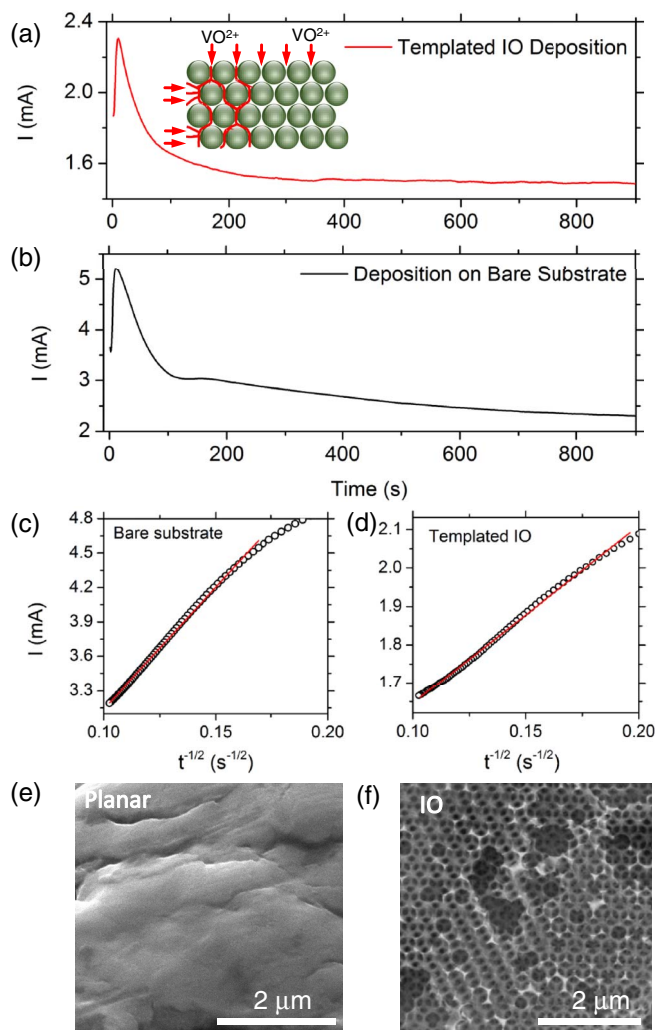 (a)
VO²⁺ VO²⁺
Templated IO Deposition
2.4
2.0
1.6
I (mA)
0 200 400 600 800
(b)
Deposition on Bare Substrate
5
4
3
2
I (mA)
0 200 400 600 800
Time (s)
(c)
Bare substrate
4.8
4.5
4.2
3.9
3.6
3.3
I (mA)
0.10 0.15 0.20
t⁻¹/² (s⁻¹/²)
(d)
Templated IO
2.1
2.0
1.9
1.8
1.7
0.10 0.15 0.20
t⁻¹/² (s⁻¹/²)
(e)
Planar
2 μm
(f)
IO
2 μm